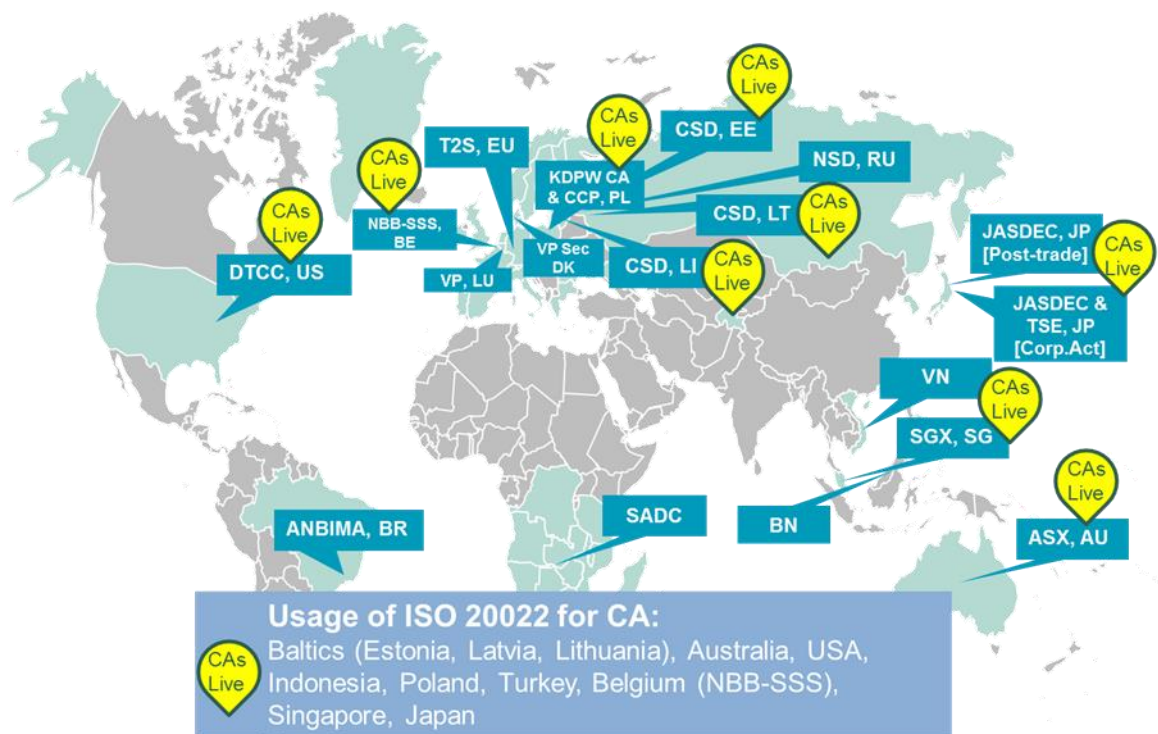 CAs
Live
CSD, EE
CAs
Live
T2S, EU
KDPW CA
& CCP, PL
NSD, RU
CAs
Live
NBB-SSS,
BE
CSD, LT
CAs
Live
CAs
Live
DTCC, US
VP, LU
VP Sec
DK
CSD, LI
CAs
Live
JASDEC, JP
[Post-trade]
CAs
Live
JASDEC &
TSE, JP
[Corp.Act]
VN
CAs
Live
SGX, SG
BN
CAs
Live
ASX, AU
SADC
ANBIMA, BR
Usage of ISO 20022 for CA:
CAs
Live
Baltics (Estonia, Latvia, Lithuania), Australia, USA,
Indonesia, Poland, Turkey, Belgium (NBB-SSS),
Singapore, Japan